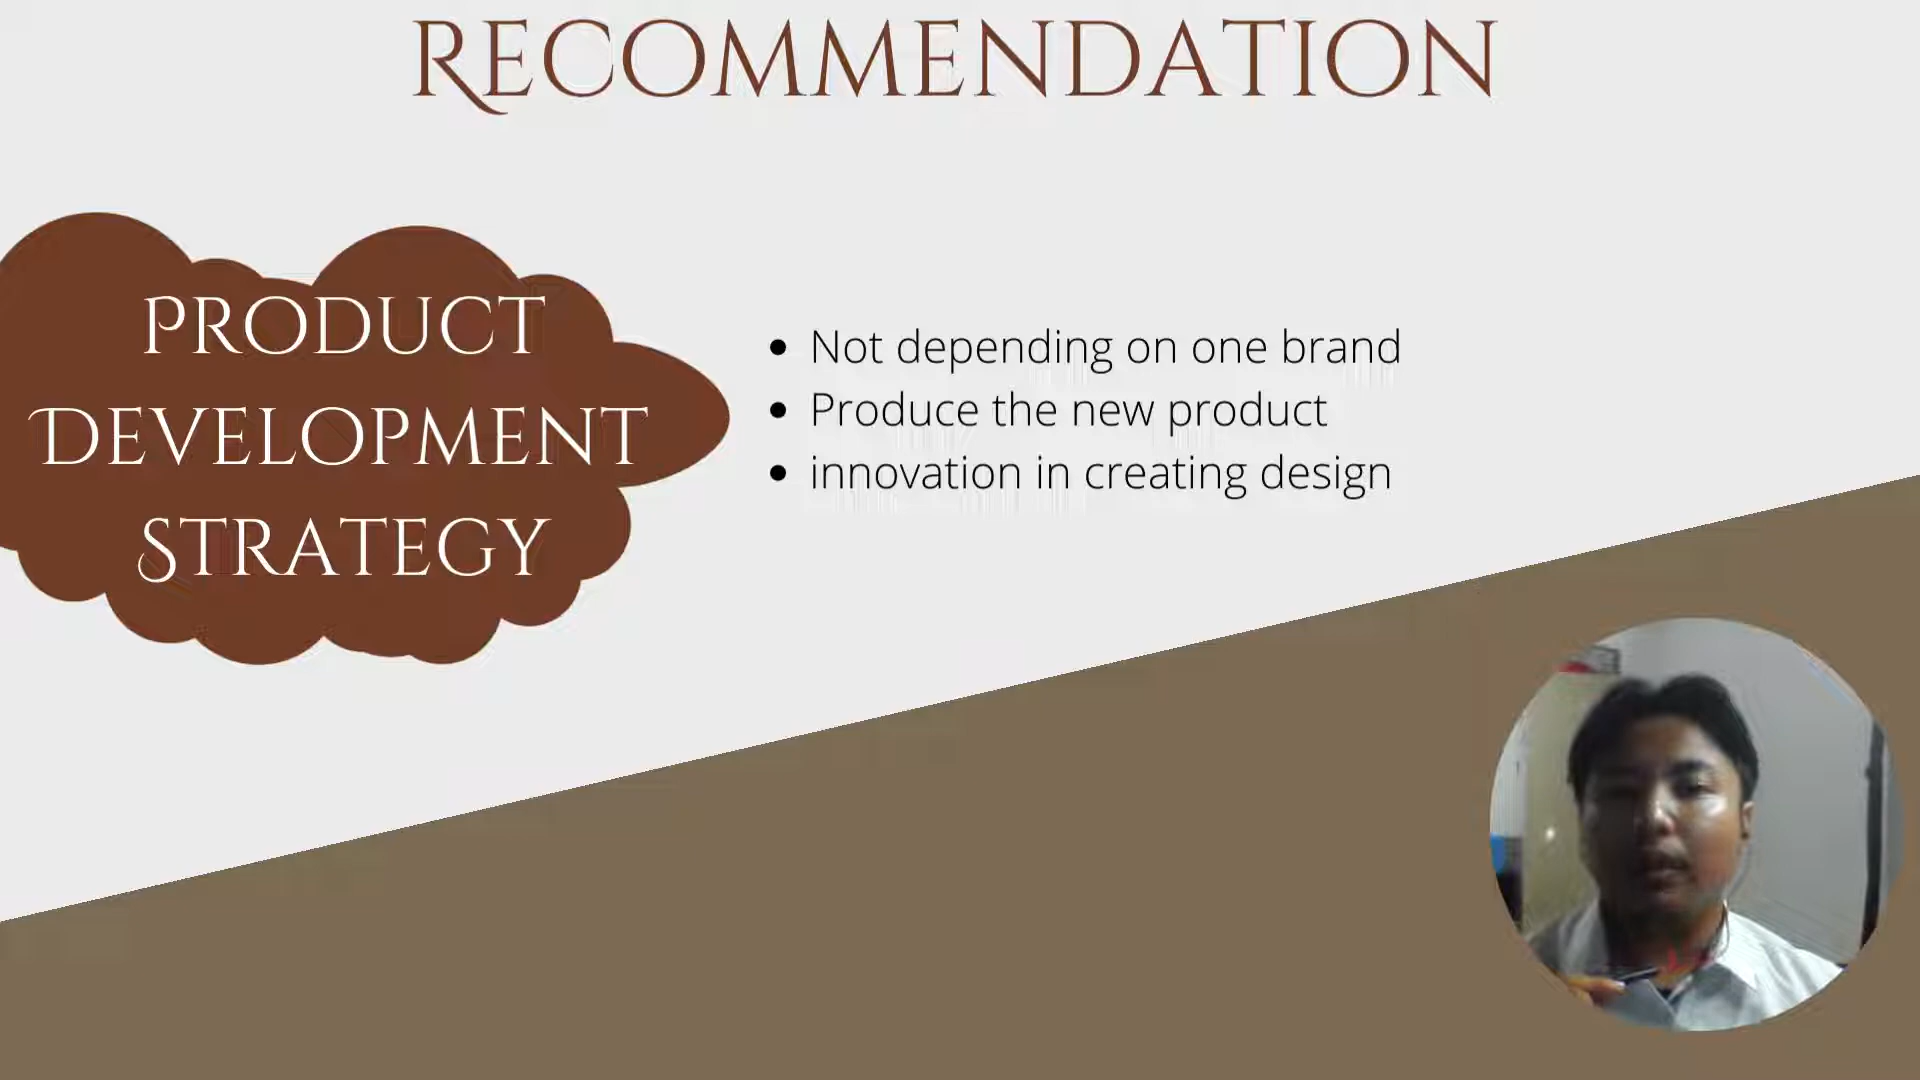 RECOMMENDATION
PRODUCT
DEVELOPMENT
STRATEGY
Not depending on one brand
Produce the new product
innovation in creating design